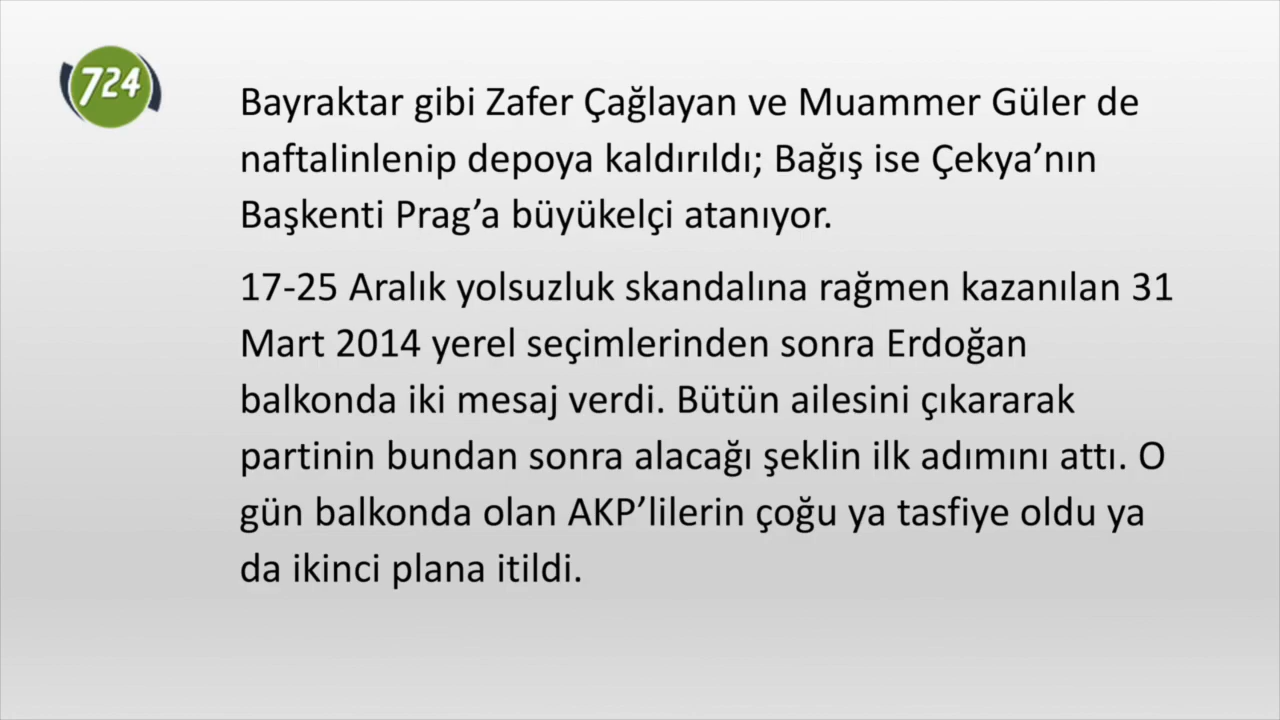 724
Bayraktar gibi Zafer Çağlayan ve Muammer Güler de
naftalinlenip depoya kaldırıldı; Bağış ise Çekya’nın
Başkenti Prag’a büyükelçi atanıyor.
17-25 Aralık yolsuzluk skandalına rağmen kazanılan 31
Mart 2014 yerel seçimlerinden sonra Erdoğan
balkonda iki mesaj verdi. Bütün ailesini çıkararak
partinin bundan sonra alacağı şeklin ilk adımını attı. O
gün balkonda olan AKP’lilerin çoğu ya tasfiye oldu ya
da ikinci plana itildi.